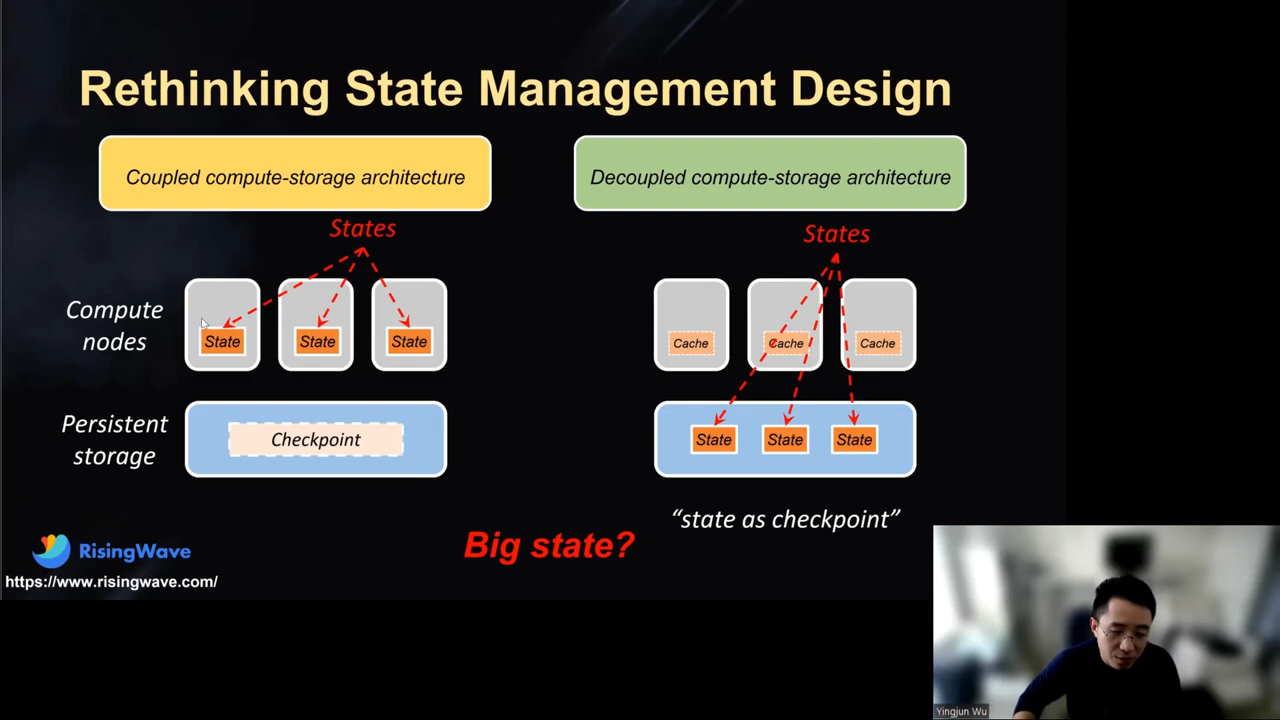 Rethinking State Management Design
Coupled compute-storage architecture
Decoupled compute-storage architecture
States
States
Compute
nodes
State
State
State
Cache
Cache
Cache
Persistent
storage
Checkpoint
State
State
State
“state as checkpoint”
Big state?
RisingWave
https://www.risingwave.com/
Yingjun Wu